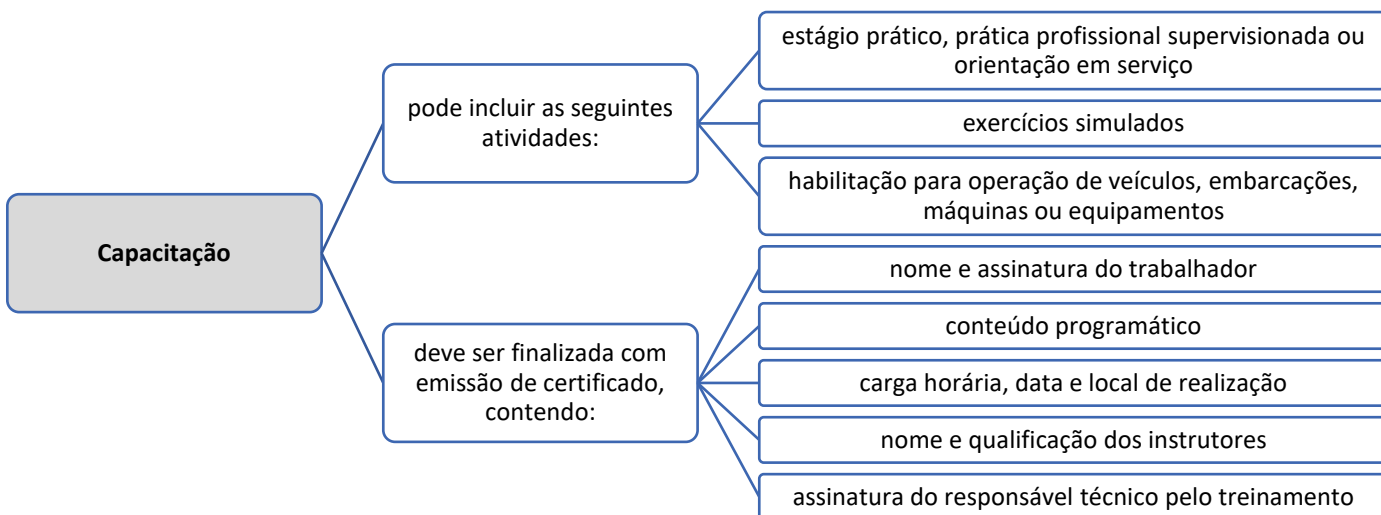 Capacitação
pode incluir as seguintes
atividades:
estágio prático, prática profissional supervisionada ou
orientação em serviço
exercícios simulados
habilitação para operação de veículos, embarcações,
máquinas ou equipamentos
deve ser finalizada com
emissão de certificado,
contendo:
nome e assinatura do trabalhador
conteúdo programático
carga horária, data e local de realização
nome e qualificação dos instrutores
assinatura do responsável técnico pelo treinamento